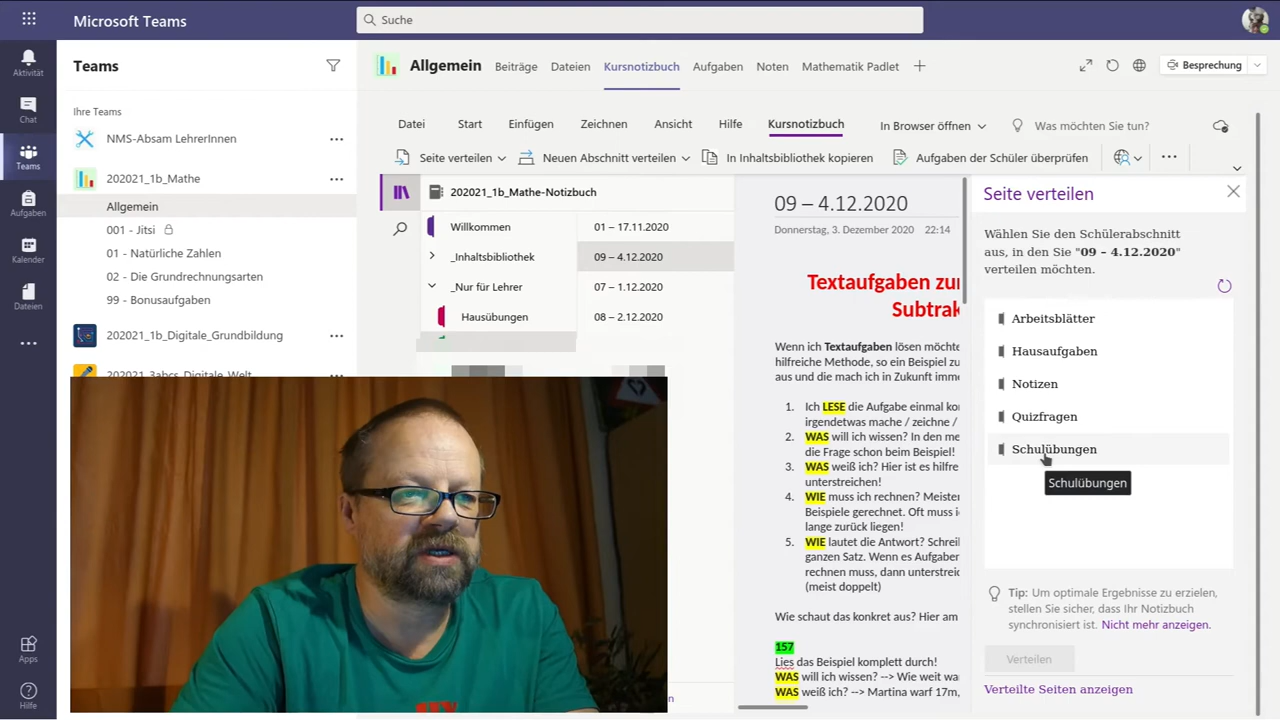 Microsoft Teams
Suche
Aktivität
Chat
Teams
Aufgaben
Kalender
Dateien
Apps
Hilfe
Teams
Ihre Teams
NMS-Absam LehrerInnen
202021_1b_Mathe
Allgemein
001 - Jitsi
01 - Natürliche Zahlen
02 - Die Grundrechnungsarten
99 - Bonusaufgaben
202021_1b_Digitale_Grundbildung
202021_3abcs_Digitale_Welt
Allgemein
Beiträge
Dateien
Kursnotizbuch
Aufgaben
Noten
Mathematik Padlet
Besprechung
Datei
Start
Einfügen
Zeichnen
Ansicht
Hilfe
Kursnotizbuch
In Browser öffnen
Was möchten Sie tun?
Seite verteilen
Neuen Abschnitt verteilen
In Inhaltsbibliothek kopieren
Aufgaben der Schüler überprüfen
202021_1b_Mathe-Notizbuch
Willkommen
_Inhaltsbibliothek
_Nur für Lehrer
Hausübungen
01 – 17.11.2020
09 – 4.12.2020
07 – 1.12.2020
08 – 2.12.2020
09 – 4.12.2020
Donnerstag, 3. Dezember 2020 22:14
Textaufgaben zur
Subtrak
Wenn ich Textaufgaben lösen möchte
hilfreiche Methode, so ein Beispiel zu
aus und die mach ich in Zukunft imme
1. Ich LESE die Aufgabe einmal kor
irgendetwas mache / zeichne /
2. WAS will ich wissen? In den me
die Frage schon beim Beispiel!
3. WAS weiß ich? Hier ist es hilfre
unterstreichen!
4. WIE muss ich rechnen? Meister
Beispiele gerechnet. Oft muss ic
lange zurück liegen!
5. WIE lautet die Antwort? Schrei
ganzen Satz. Wenn es Aufgaben
rechnen muss, dann unterstreic
(meist doppelt)
Wie schaut das konkret aus? Hier am
157
Lies das Beispiel komplett durch!
WAS will ich wissen? --> Wie weit wa
WAS weiß ich? --> Martina warf 17m,
Seite verteilen
Wählen Sie den Schülerabschnitt
aus, in den Sie "09 – 4.12.2020"
verteilen möchten.
Arbeitsblätter
Hausaufgaben
Notizen
Quizfragen
Schulübungen
Schulübungen
Tip: Um optimale Ergebnisse zu erzielen,
stellen Sie sicher, dass Ihr Notizbuch
synchronisiert ist. Nicht mehr anzeigen.
Verteilen
Verteilte Seiten anzeigen